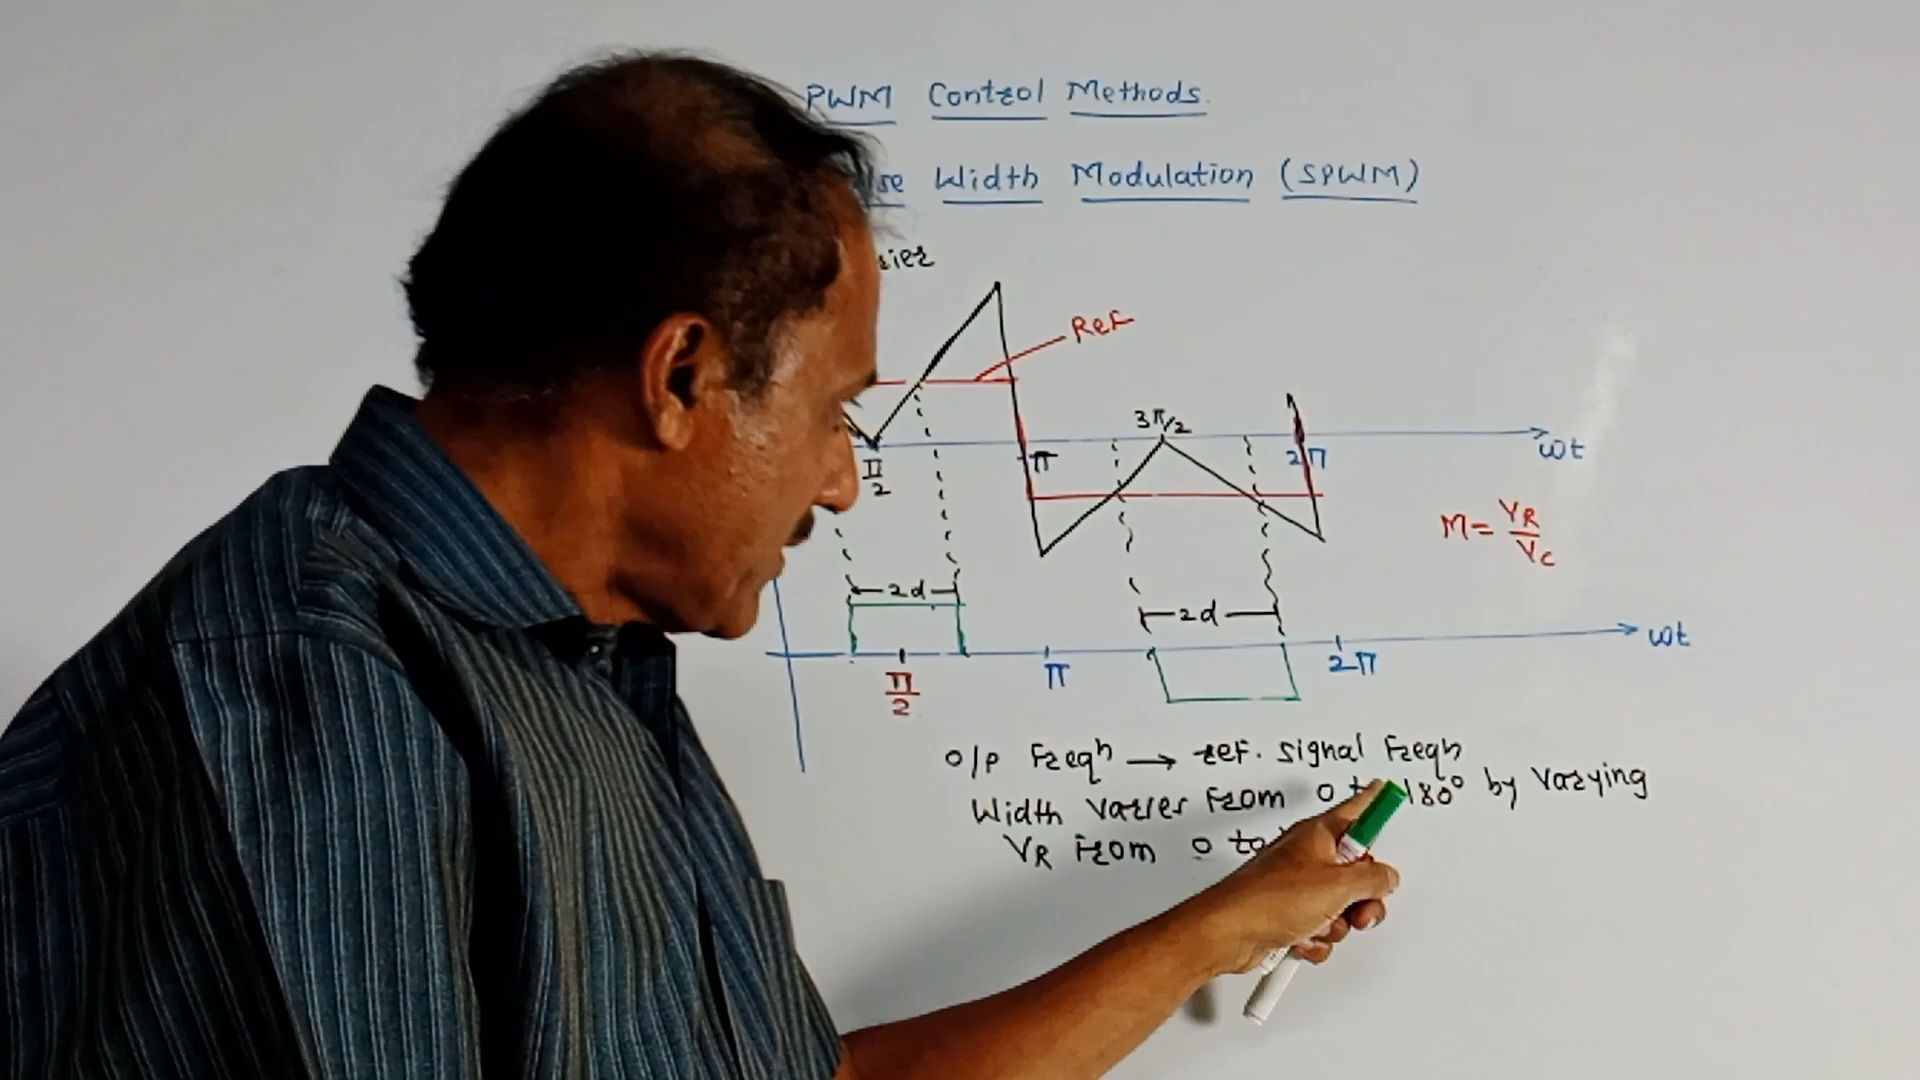 PWM Control Methods.
Width Modulation (SPWM)
Ref
3π/2
π/2
π
2π
ωt
M = VR/VC
2d
2d
ωt
π/2
π
2π
o/p Freqn → ref. signal Freqn
Width varies from 0 to 180° by varying
VR from 0 to